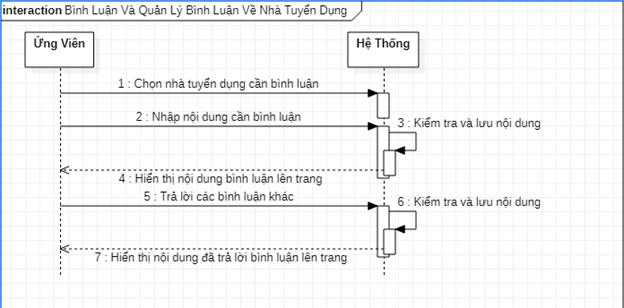 interaction Bình Luận Và Quản Lý Bình Luận Về Nhà Tuyển Dụng
Ứng Viên
Hệ Thống
1 : Chọn nhà tuyển dụng cần bình luận
2 : Nhập nội dung cần bình luận
3 : Kiểm tra và lưu nội dung
4 : Hiển thị nội dung bình luận lên trang
5 : Trả lời các bình luận khác
6 : Kiểm tra và lưu nội dung
7 : Hiển thị nội dung đã trả lời bình luận lên trang